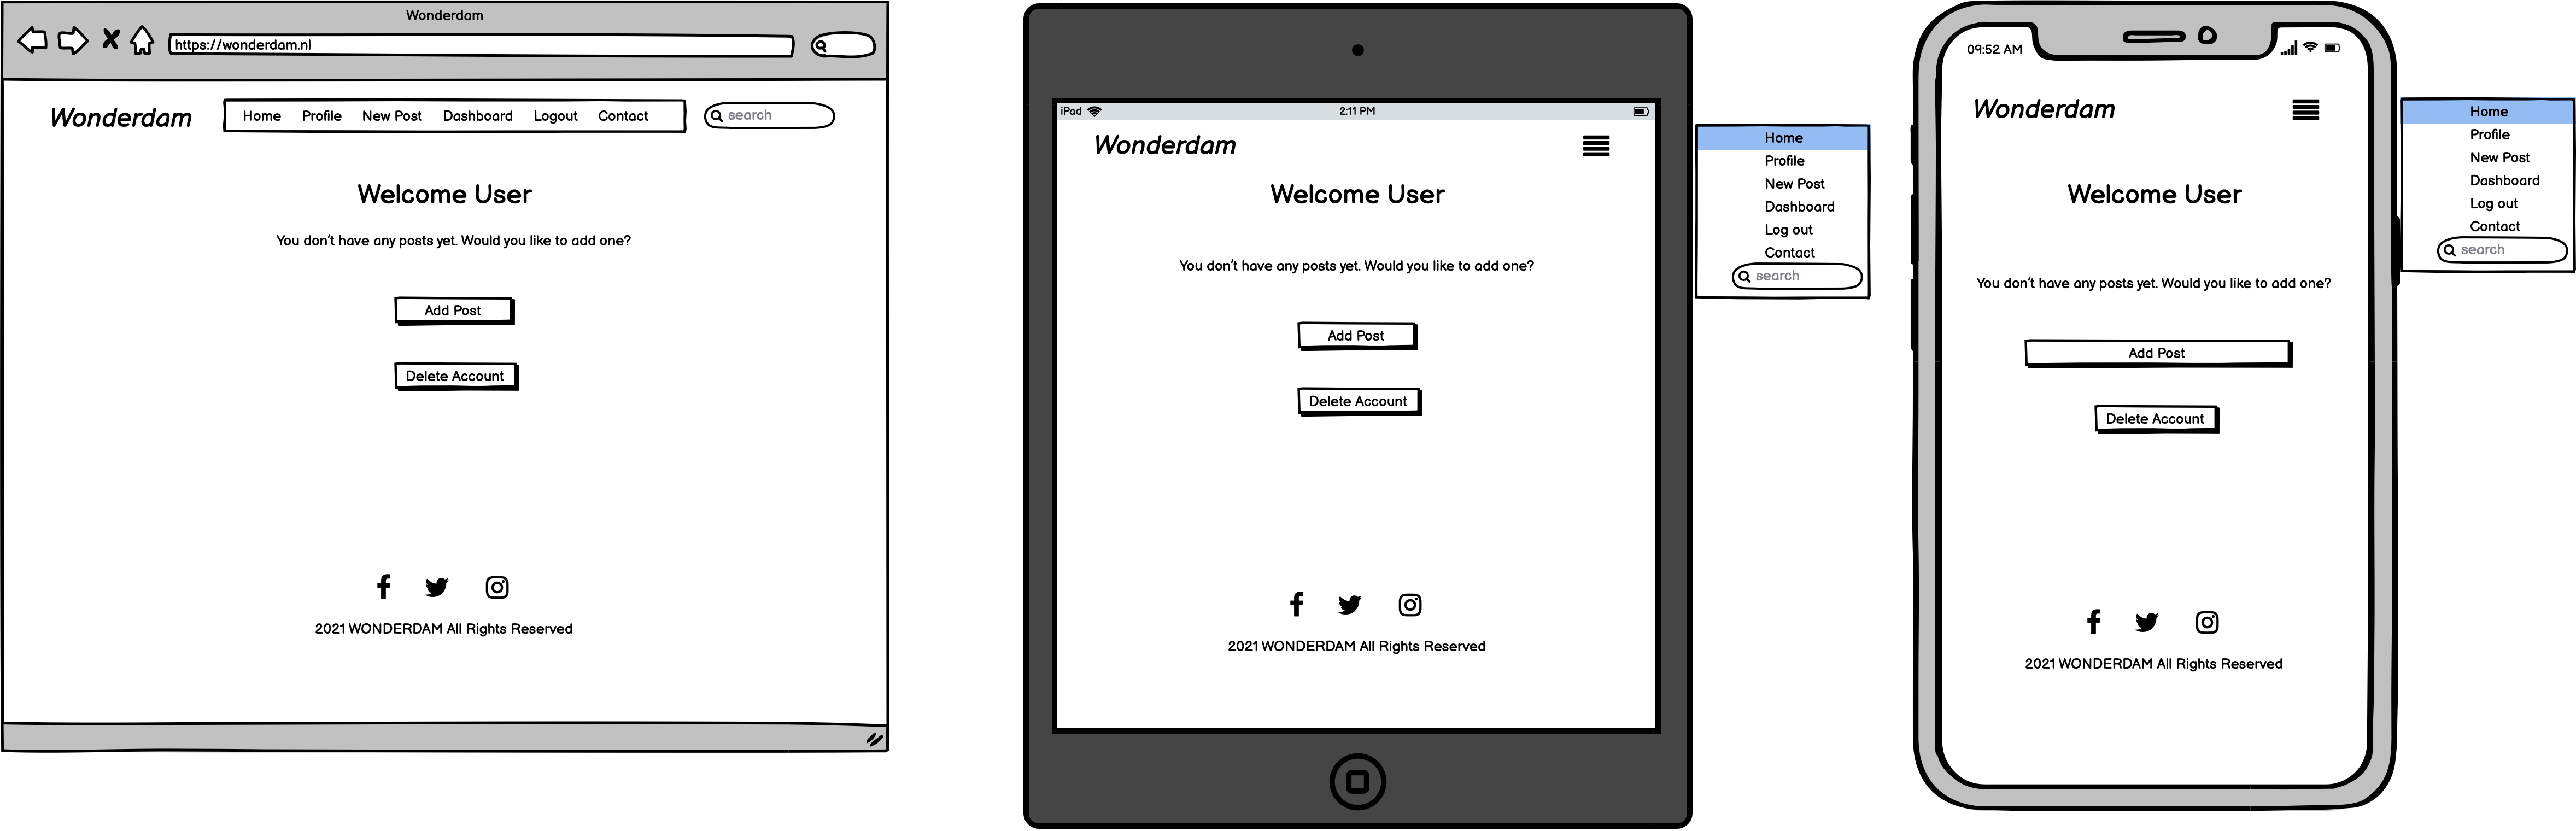 Wonderdam
https://wonderdam.nl
Wonderdam
Home Profile New Post Dashboard Logout Contact
search
Welcome User
You don't have any posts yet. Would you like to add one?
Add Post
Delete Account
2021 WONDERDAM All Rights Reserved
iPad
2:11 PM
Wonderdam
Welcome User
You don't have any posts yet. Would you like to add one?
Add Post
Delete Account
2021 WONDERDAM All Rights Reserved
Home
Profile
New Post
Dashboard
Log out
Contact
search
09:52 AM
Wonderdam
Welcome User
You don't have any posts yet. Would you like to add one?
Add Post
Delete Account
2021 WONDERDAM All Rights Reserved
Home
Profile
New Post
Dashboard
Log out
Contact
search